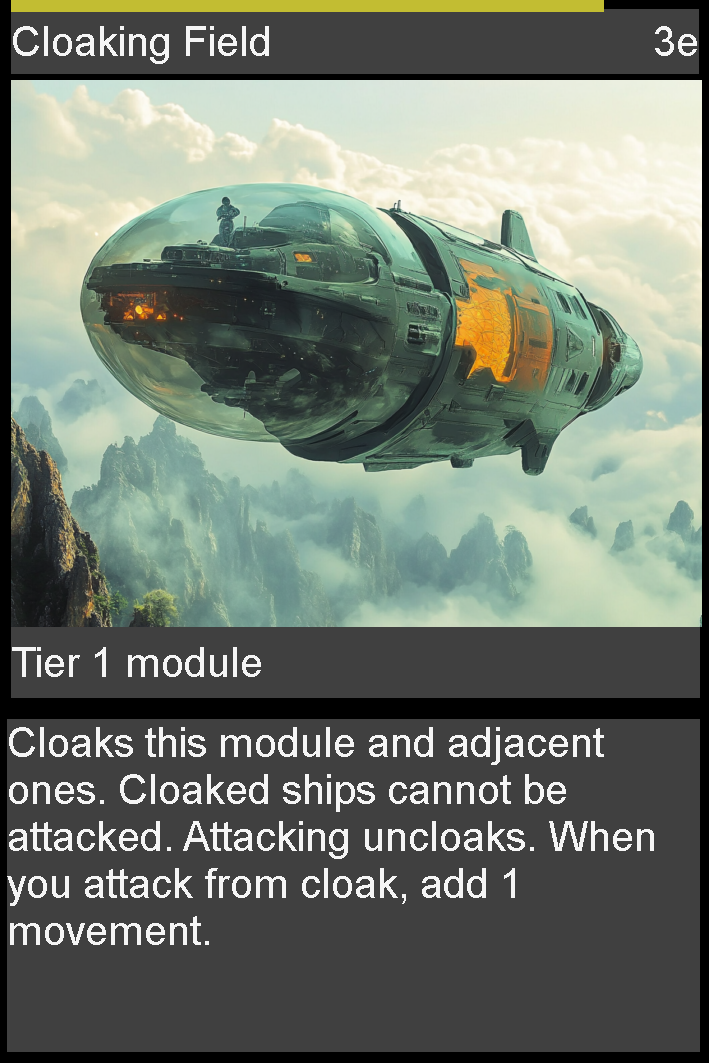 Cloaking Field 3e
Tier 1 module
Cloaks this module and adjacent
ones. Cloaked ships cannot be
attacked. Attacking uncloaks. When
you attack from cloak, add 1
movement.